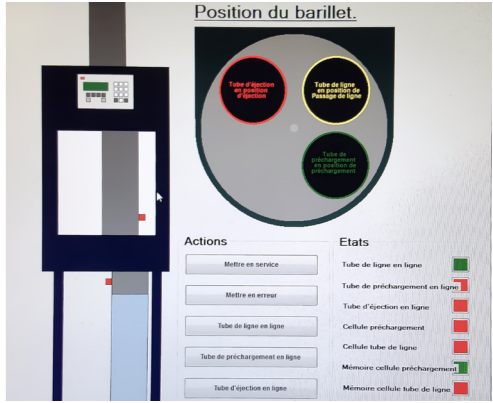 Position du barillet.
Tube d'éjection
en position
d'éjection
Tube de ligne
en position de
Passage de ligne
Tube de
préchargement
en position de
préchargement
Actions
Mettre en service
Mettre en erreur
Tube de ligne en ligne
Tube de préchargement en ligne
Tube d'éjection en ligne
Etats
Tube de ligne en ligne
Tube de préchargement en ligne
Tube d'éjection en ligne
Cellule préchargement
Cellule tube de ligne
Mémoire cellule préchargement
Mémoire cellule tube de ligne